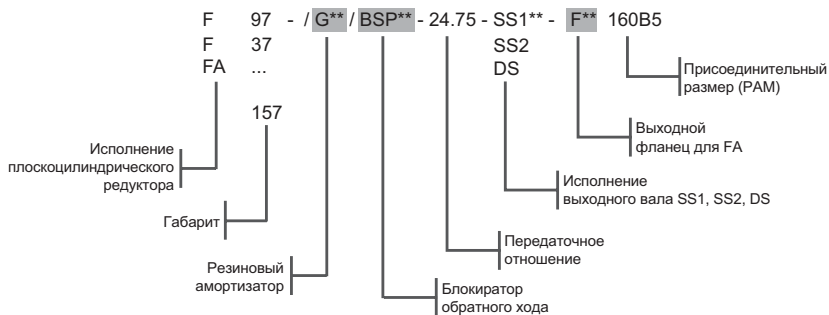 F 97 - / G** / BSP** - 24.75 - SS1** - F** 160B5
F 37 SS2
FA ... DS
157
Присоединительный
размер (PAM)
Выходной
фланец для FA
Исполнение
плоскоцилиндрического
редуктора
Исполнение
выходного вала SS1, SS2, DS
Габарит
Передаточное
отношение
Резиновый
амортизатор
Блокиратор
обратного хода